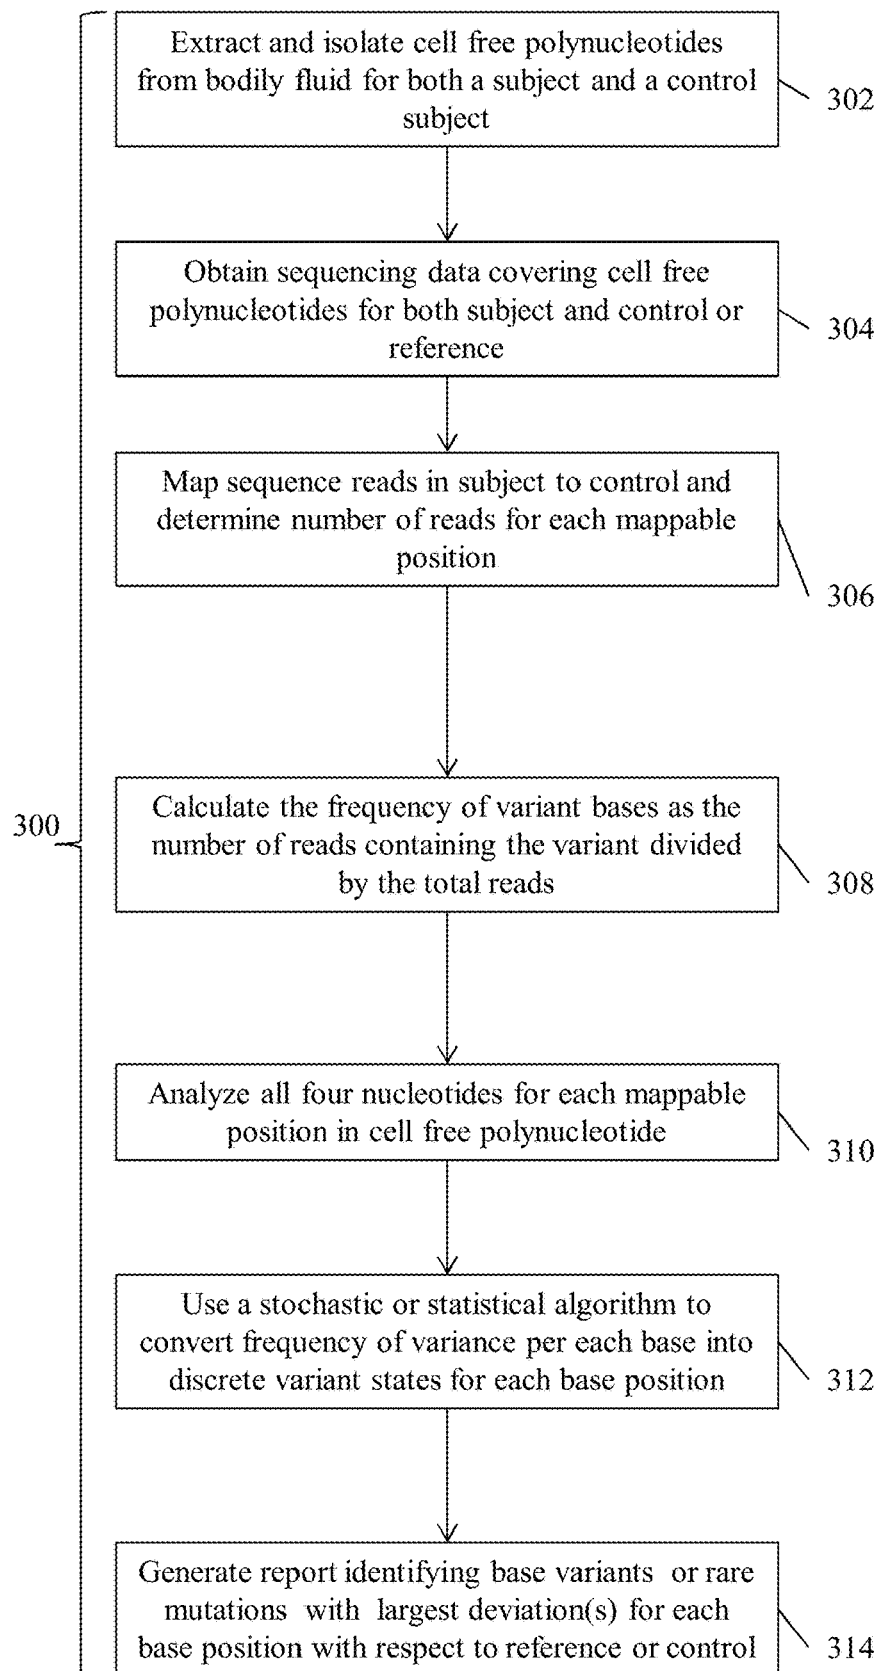 Extract and isolate cell free polynucleotides
from bodily fluid for both a subject and a control
subject
302
Obtain sequencing data covering cell free
polynucleotides for both subject and control or
reference
304
Map sequence reads in subject to control and
determine number of reads for each mappable
position
306
300
Calculate the frequency of variant bases as the
number of reads containing the variant divided
by the total reads
308
Analyze all four nucleotides for each mappable
position in cell free polynucleotide
310
Use a stochastic or statistical algorithm to
convert frequency of variance per each base into
discrete variant states for each base position
312
Generate report identifying base variants or rare
mutations with largest deviation(s) for each
base position with respect to reference or control
314